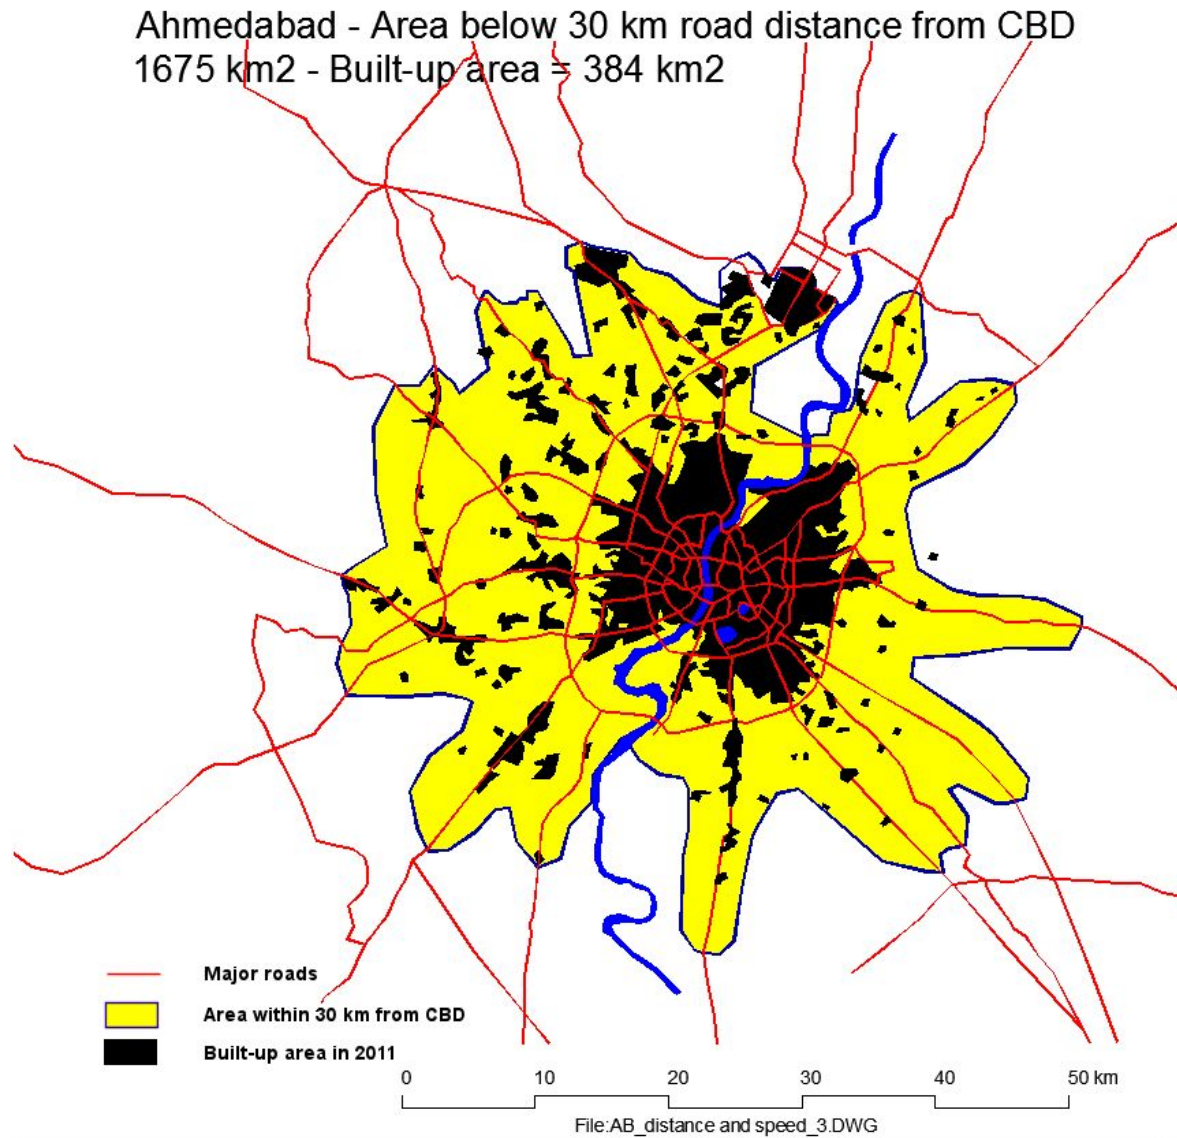 Ahmedabad - Area below 30 km road distance from CBD
1675 km2 - Built-up area = 384 km2
Major roads
Area within 30 km from CBD
Built-up area in 2011
0 10 20 30 40 50 km
File:AB_distance and speed_3.DWG